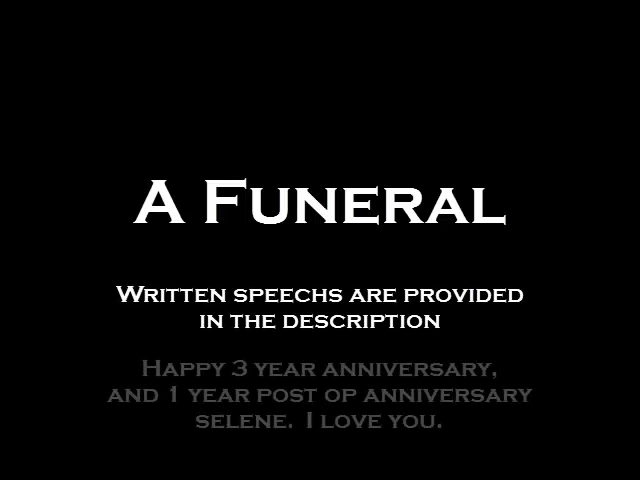 A Funeral
Written speechs are provided
in the description
Happy 3 year anniversary,
and 1 year post op anniversary
selene. I love you.